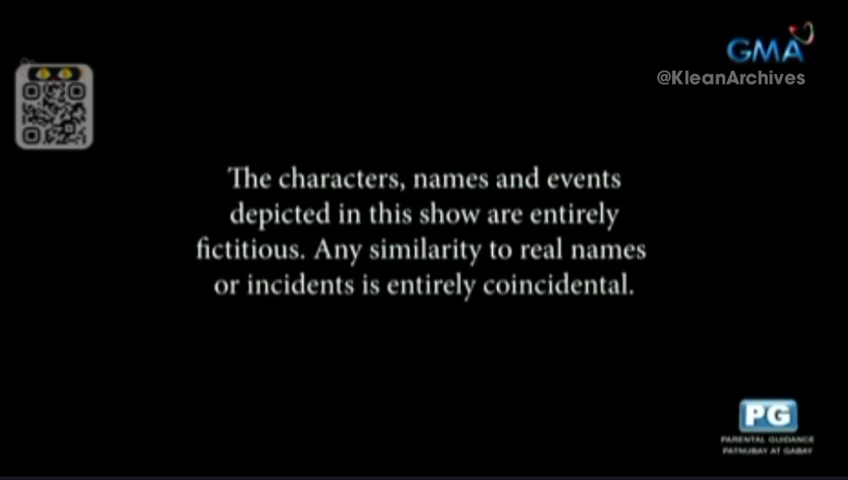 GMA
@KleanArchives
The characters, names and events
depicted in this show are entirely
fictitious. Any similarity to real names
or incidents is entirely coincidental.
PG
PARENTAL GUIDANCE
PATNUBAY AT GABAY